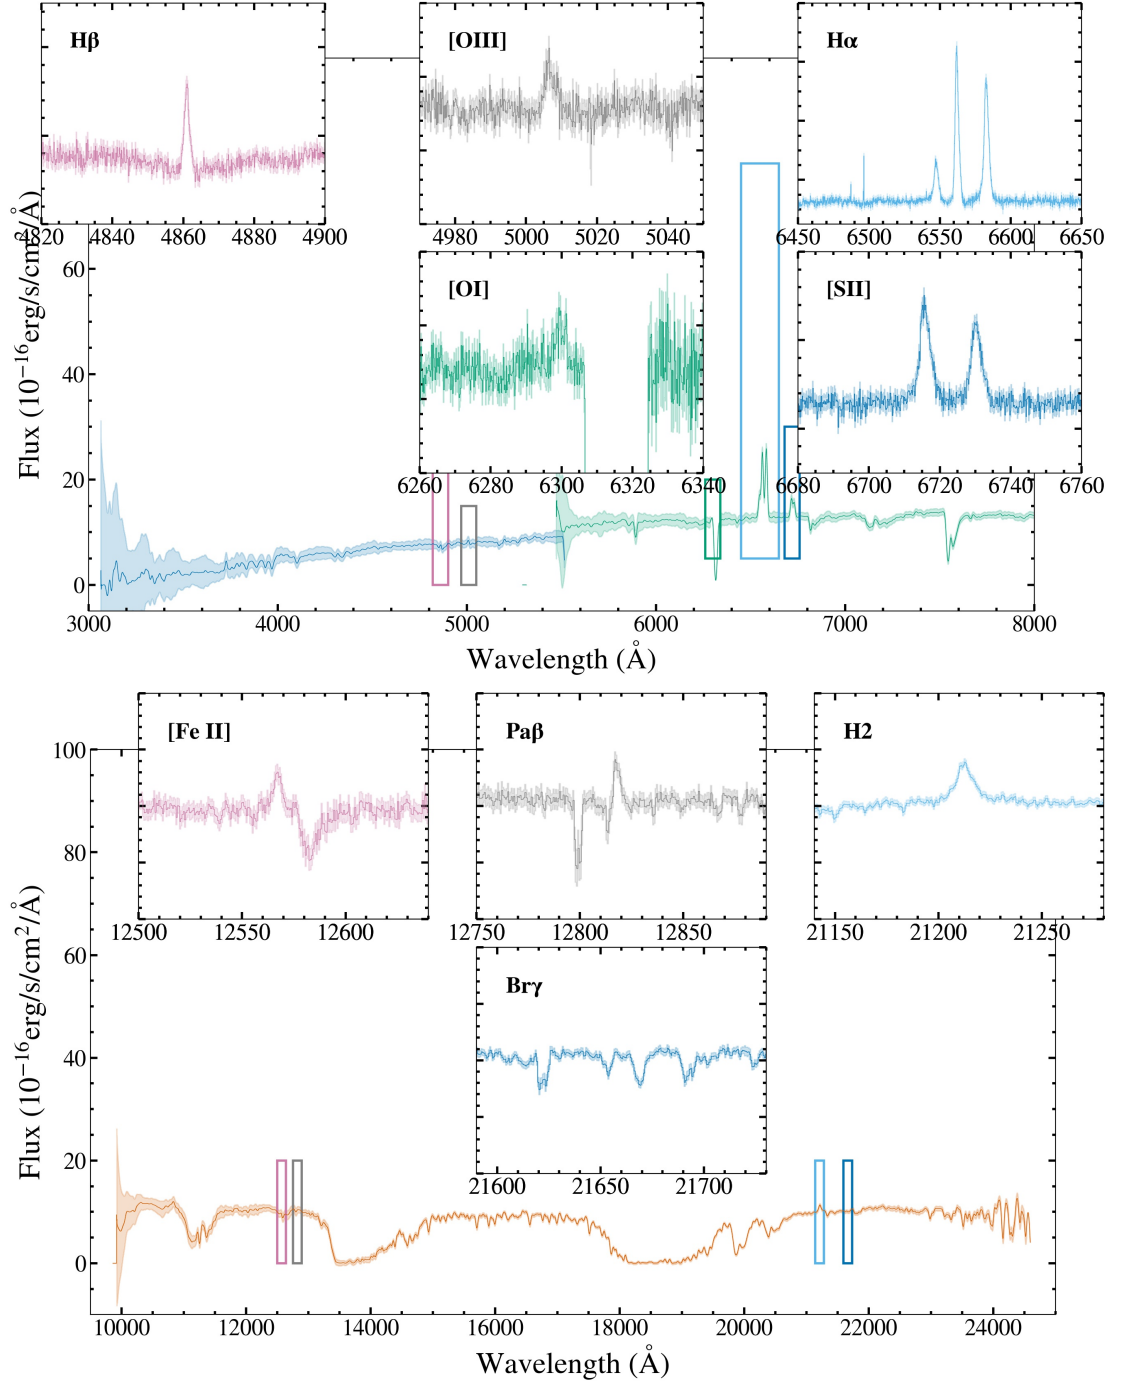 Hβ
[OIII]
Hα
4820 4840 4860 4880 4900
4980 5000 5020 5040
6450 6500 6550 6600 6650
[OI]
[SII]
6260 6280 6300 6320 6340
6680 6700 6720 6740 6760
Flux (10⁻¹⁶erg/s/cm²/Å)
60
40
20
0
3000 4000 5000 6000 7000 8000
Wavelength (Å)
[Fe II]
Paβ
H2
12500 12550 12600
12750 12800 12850
21150 21200 21250
Brγ
21600 21650 21700
Flux (10⁻¹⁶erg/s/cm²/Å)
100
80
60
40
20
0
10000 12000 14000 16000 18000 20000 22000 24000
Wavelength (Å)